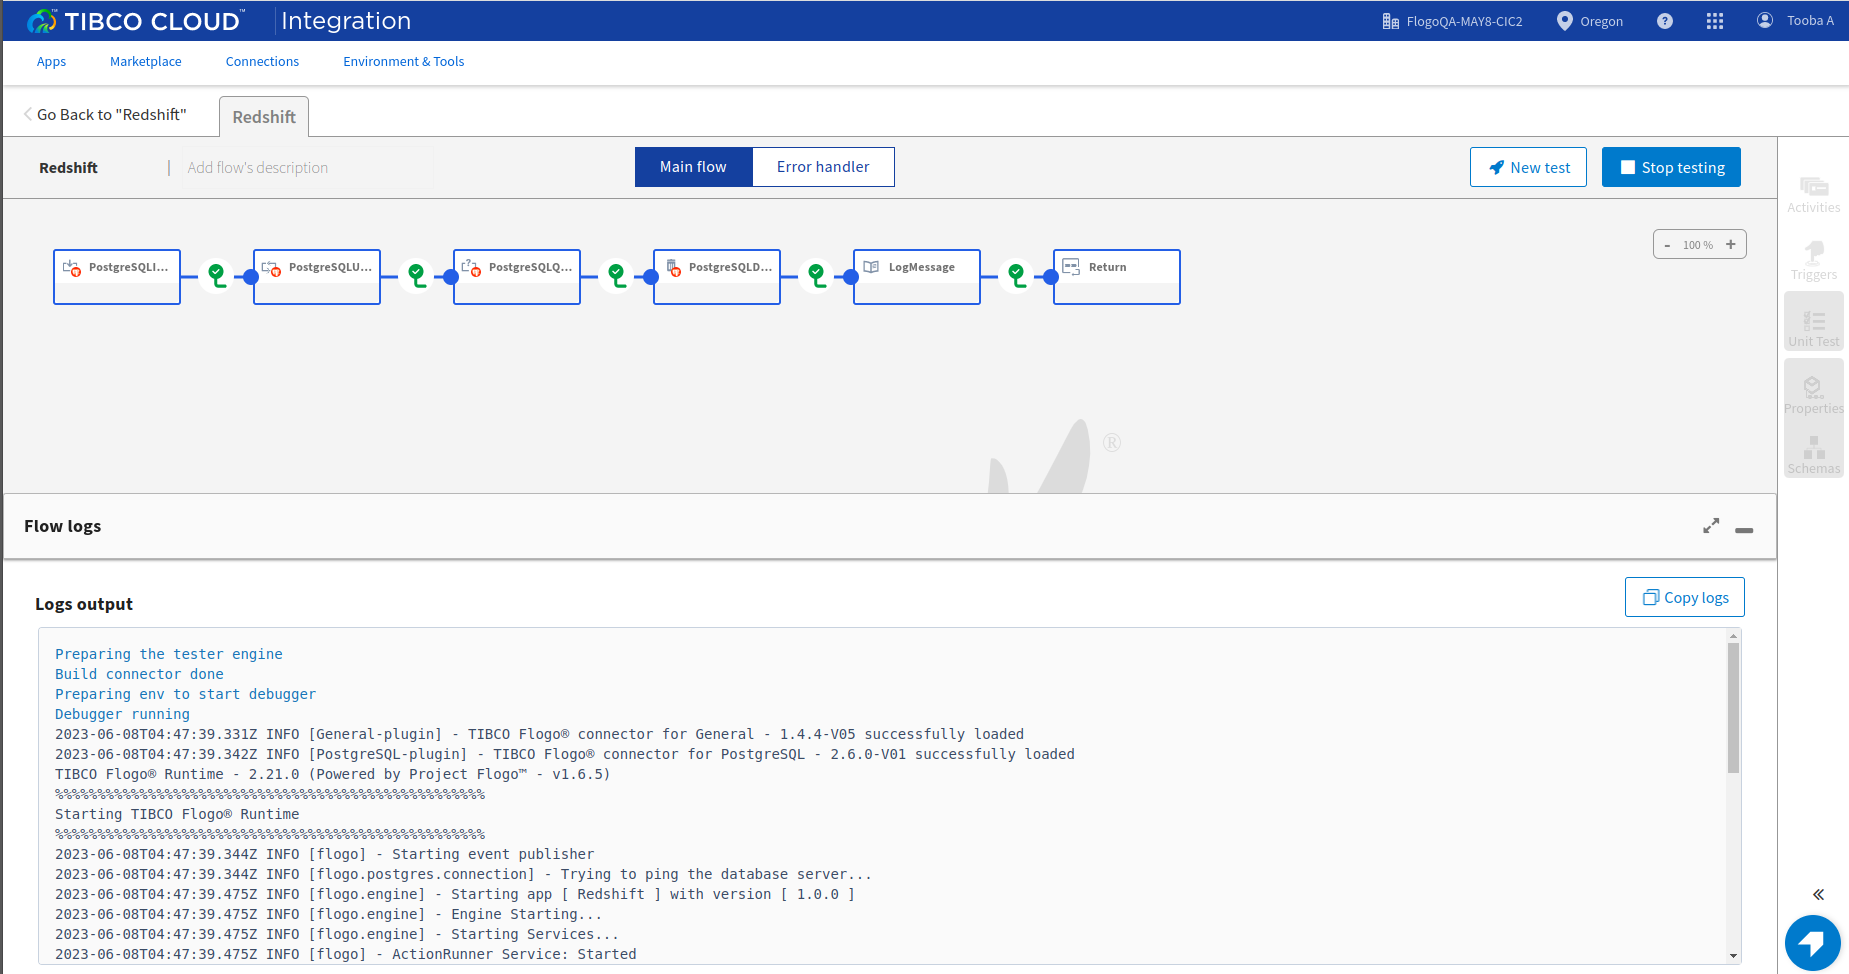 TIBCO CLOUD™ Integration
FlogoQA-MAY8-CIC2
Oregon
?
Tooba A
Apps
Marketplace
Connections
Environment & Tools
Go Back to "Redshift"
Redshift
Redshift
Add flow's description
Main flow
Error handler
New test
Stop testing
Activities
Triggers
Unit Test
Properties
Schemas
- 100 % +
PostgreSQLI...
PostgreSQLU...
PostgreSQLQ...
PostgreSQLD...
LogMessage
Return
®
Flow logs
Logs output
Copy logs
Preparing the tester engine
Build connector done
Preparing env to start debugger
Debugger running
2023-06-08T04:47:39.331Z INFO [General-plugin] - TIBCO Flogo® connector for General - 1.4.4-V05 successfully loaded
2023-06-08T04:47:39.342Z INFO [PostgreSQL-plugin] - TIBCO Flogo® connector for PostgreSQL - 2.6.0-V01 successfully loaded
TIBCO Flogo® Runtime - 2.21.0 (Powered by Project Flogo™ - v1.6.5)
%%%%%%%%%%%%%%%%%%%%%%%%%%%%%%%%%%%%%%%%%%%%%%%%%%%
Starting TIBCO Flogo® Runtime
%%%%%%%%%%%%%%%%%%%%%%%%%%%%%%%%%%%%%%%%%%%%%%%%%%%
2023-06-08T04:47:39.344Z INFO [flogo] - Starting event publisher
2023-06-08T04:47:39.344Z INFO [flogo.postgres.connection] - Trying to ping the database server...
2023-06-08T04:47:39.475Z INFO [flogo.engine] - Starting app [ Redshift ] with version [ 1.0.0 ]
2023-06-08T04:47:39.475Z INFO [flogo.engine] - Engine Starting...
2023-06-08T04:47:39.475Z INFO [flogo.engine] - Starting Services...
2023-06-08T04:47:39.475Z INFO [flogo] - ActionRunner Service: Started